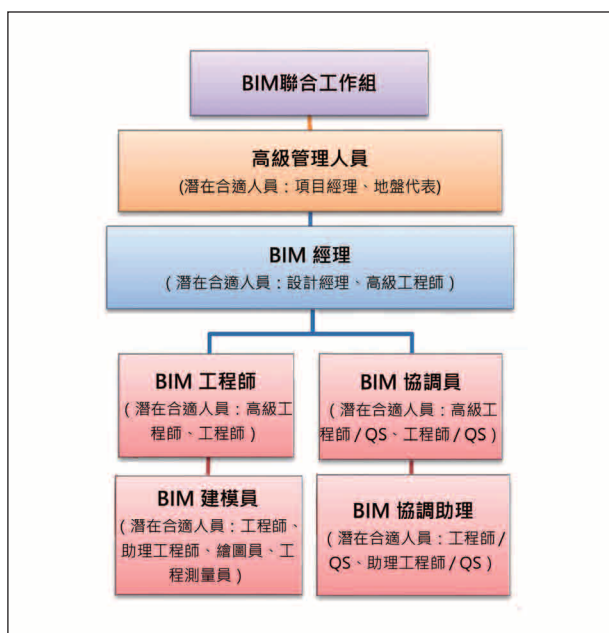 BIM聯合工作組
高級管理人員
(潛在合適人員：項目經理、地盤代表)
BIM 經理
（潛在合適人員：設計經理、高級工程師）
BIM 工程師
（潛在合適人員：高級工
程師、工程師）
BIM 協調員
（潛在合適人員：高級工
程師 / QS、工程師 / QS）
BIM 建模員
（潛在合適人員：工程師、
助理工程師、繪圖員、工
程測量員）
BIM 協調助理
（潛在合適人員：工程師 /
QS、助理工程師 / QS）